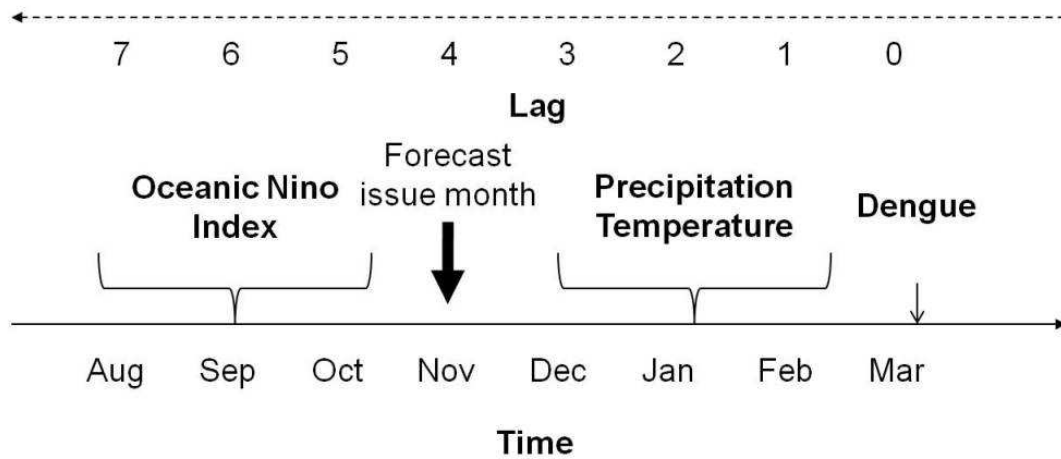 7 6 5 4 3 2 1 0
Lag
Forecast
issue month
Oceanic Nino
Index
Precipitation
Temperature
Dengue
Aug Sep Oct Nov Dec Jan Feb Mar
Time